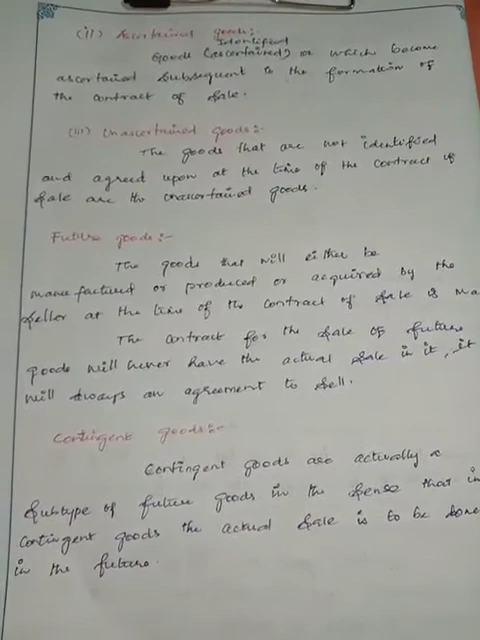 (ii) Ascertained goods:-
Identified
Goods (ascertained) or which become
ascertained subsequent to the formation of
the contract of sale.
(iii) Unascertained goods:-
The goods that are not identified
and agreed upon at the time of the contract of
sale are the unascertained goods.
Future goods:-
The goods that will either be
manufactured or produced or acquired by the
seller at the time of the contract of sale is ma
The contract for the sale of future
goods will never have the actual sale in it, it
will always an agreement to sell.
Contingent goods:-
Contingent goods are actually a
subtype of future goods in the sense that in
contingent goods the actual sale is to be done
in the future.